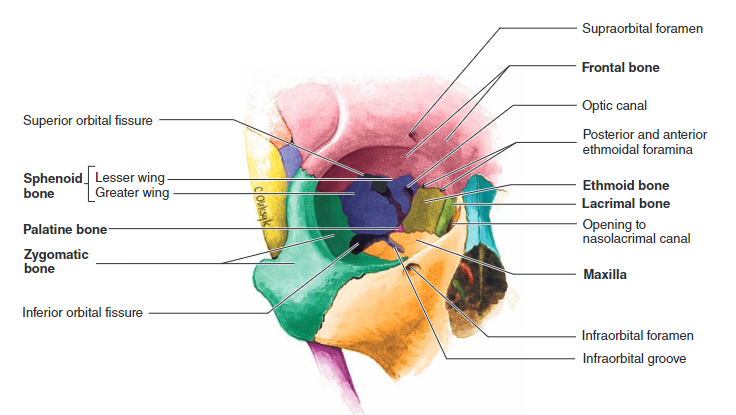 Supraorbital foramen
Frontal bone
Optic canal
Posterior and anterior
ethmoidal foramina
Ethmoid bone
Lacrimal bone
Opening to
nasolacrimal canal
Maxilla
Infraorbital foramen
Infraorbital groove
Superior orbital fissure
Sphenoid
bone
Lesser wing
Greater wing
Palatine bone
Zygomatic
bone
Inferior orbital fissure